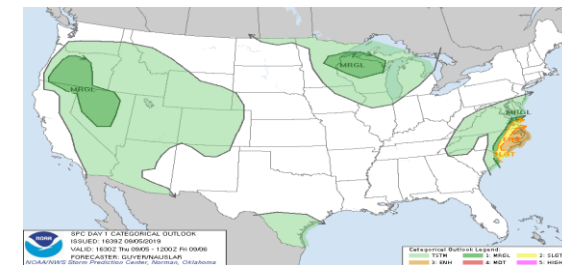 MRGL
MRGL
MRGL
SLGT
NOAA
SPC DAY 1 CATEGORICAL OUTLOOK
ISSUED: 1639Z 09/05/2019
VALID: 1630Z Thu 09/05 - 1200Z Fri 09/06
FORECASTER: GUYER/NAUSLAR
NOAA/NWS Storm Prediction Center, Norman, Oklahoma
Categorical Outlook Legend:
TSTM 1: MRGL 2: SLGT
3: ENH 4: MDT 5: HIGH